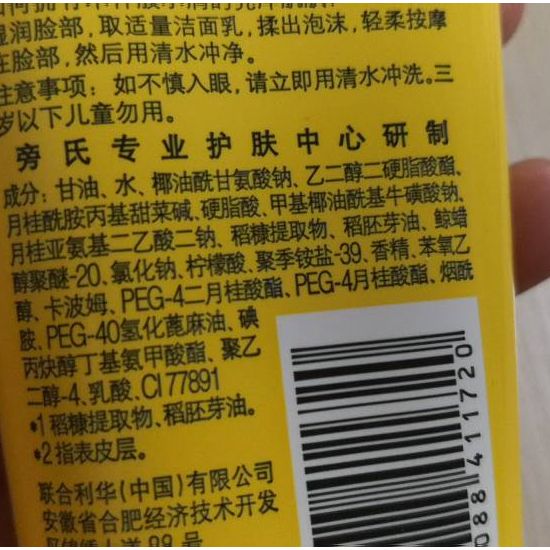 湿润脸部,取适量洁面乳,揉出泡沫,轻柔按摩
在脸部,然后用清水冲净。
注意事项:如不慎入眼,请立即用清水冲洗。三
岁以下儿童勿用。
旁氏专业护肤中心研制
成分:甘油、水、椰油酰甘氨酸钠、乙二醇二硬脂酸酯、
月桂酰胺丙基甜菜碱、硬脂酸、甲基椰油酰基牛磺酸钠、
月桂亚氨基二乙酸二钠、稻糠提取物、稻胚芽油、鲸蜡
醇聚醚-20、氯化钠、柠檬酸、聚季铵盐-39、香精、苯氧乙
醇、卡波姆、PEG-4二月桂酸酯、PEG-4月桂酸酯、烟酰
胺、PEG-40氢化蓖麻油、碘
丙炔醇丁基氨甲酸酯、聚乙
二醇-4、乳酸、CI 77891
*1稻糠提取物、稻胚芽油。
*2指表皮层。
联合利华(中国)有限公司
安徽省合肥经济技术开发
088411720